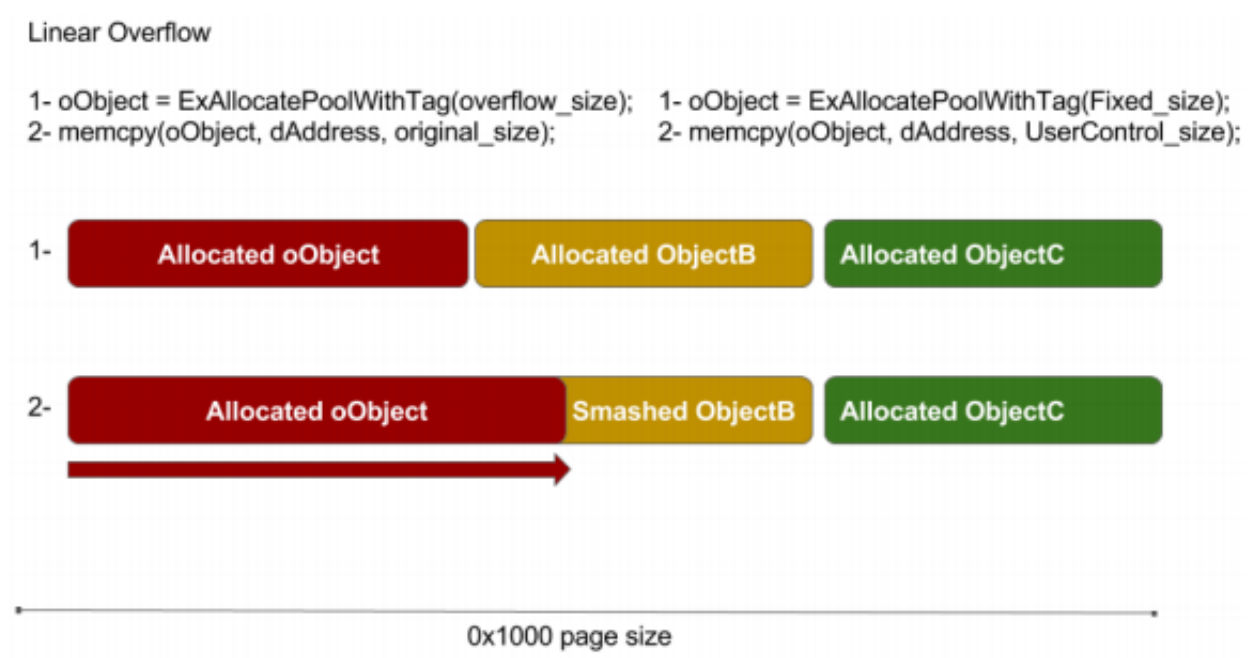 Linear Overflow
1- oObject = ExAllocatePoolWithTag(overflow_size); 1- oObject = ExAllocatePoolWithTag(Fixed_size);
2- memcpy(oObject, dAddress, original_size); 2- memcpy(oObject, dAddress, UserControl_size);
1- Allocated oObject Allocated ObjectB Allocated ObjectC
2- Allocated oObject Smashed ObjectB Allocated ObjectC
0x1000 page size